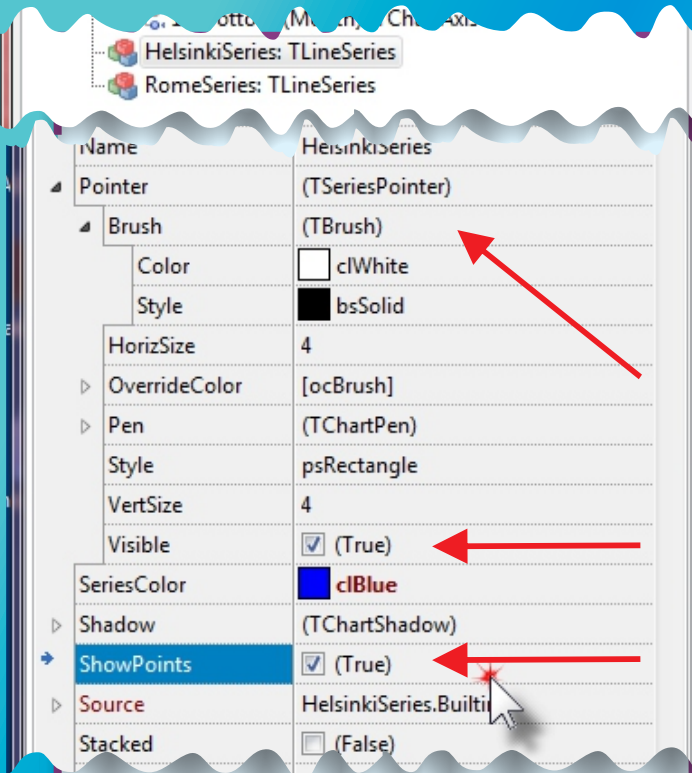 HelsinkiSeries: TLineSeries
RomeSeries: TLineSeries
Name HelsinkiSeries
Pointer (TSeriesPointer)
Brush (TBrush)
Color clWhite
Style bsSolid
HorizSize 4
OverrideColor [ocBrush]
Pen (TChartPen)
Style psRectangle
VertSize 4
Visible (True)
SeriesColor clBlue
Shadow (TChartShadow)
ShowPoints (True)
Source
Stacked (False)